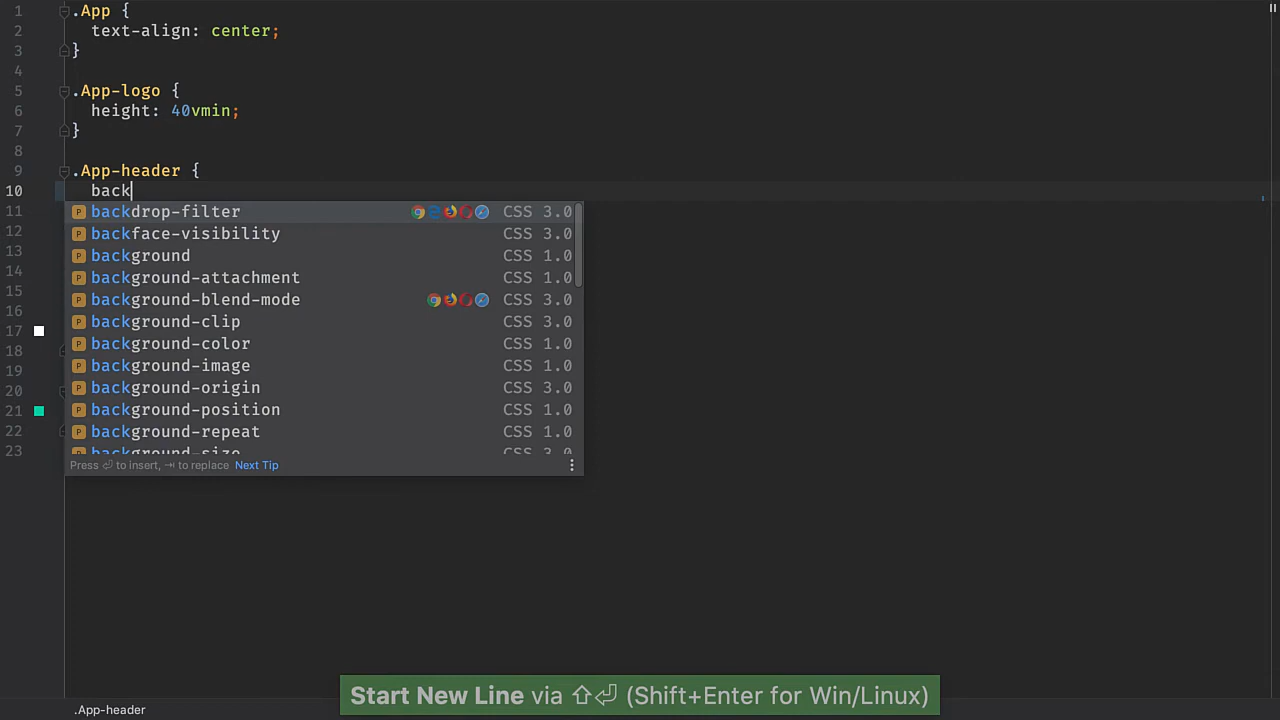 1 .App {
2 text-align: center;
3 }
4
5 .App-logo {
6 height: 40vmin;
7 }
8
9 .App-header {
10 back
11 backdrop-filter CSS 3.0
12 backface-visibility CSS 3.0
13 background CSS 1.0
14 background-attachment CSS 1.0
15 background-blend-mode CSS 3.0
16 background-clip CSS 3.0
17 background-color CSS 1.0
18 background-image CSS 1.0
19 background-origin CSS 3.0
20 background-position CSS 1.0
21 background-repeat CSS 1.0
22 background-size CSS 3.0
23 Press ⏎ to insert, ⇥ to replace Next Tip
Start New Line via ⇧⏎ (Shift+Enter for Win/Linux)
.App-header